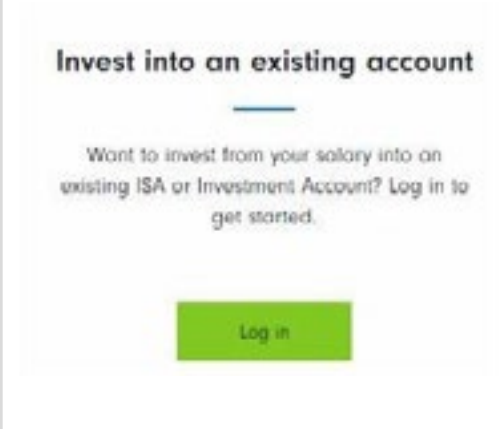 Invest into an existing account
Want to invest from your salary into an
existing ISA or Investment Account? Log in to
get started.
Log in